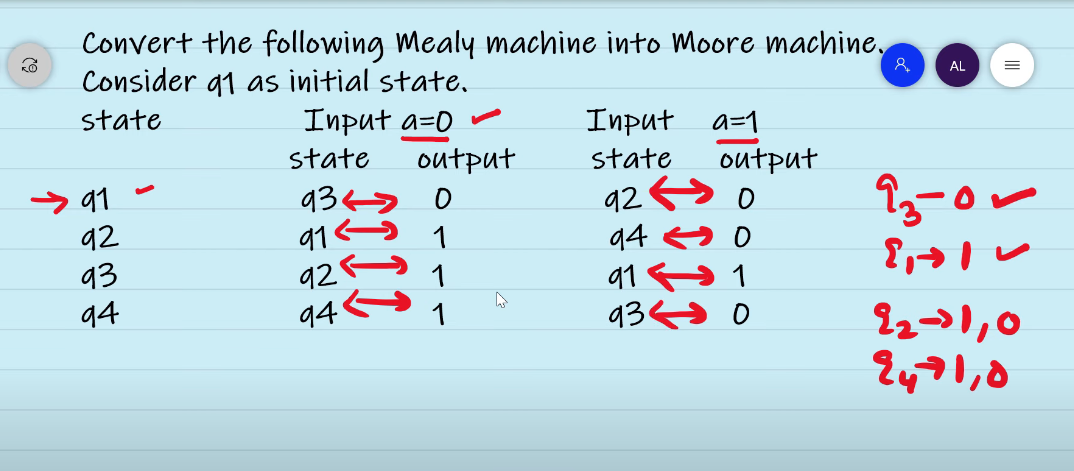 Convert the following Mealy machine into Moore machine.
Consider q1 as initial state.
AL
state Input a=0 ✓ Input a=1
state output state output
→ q1 q3 ↔ 0 q2 ↔ 0 q3 - 0 ✓
q2 q1 ↔ 1 q4 ↔ 0 q1 → 1 ✓
q3 q2 ↔ 1 q1 ↔ 1
q4 q4 ↔ 1 q3 ↔ 0 q2 → 1, 0
q4 → 1, 0